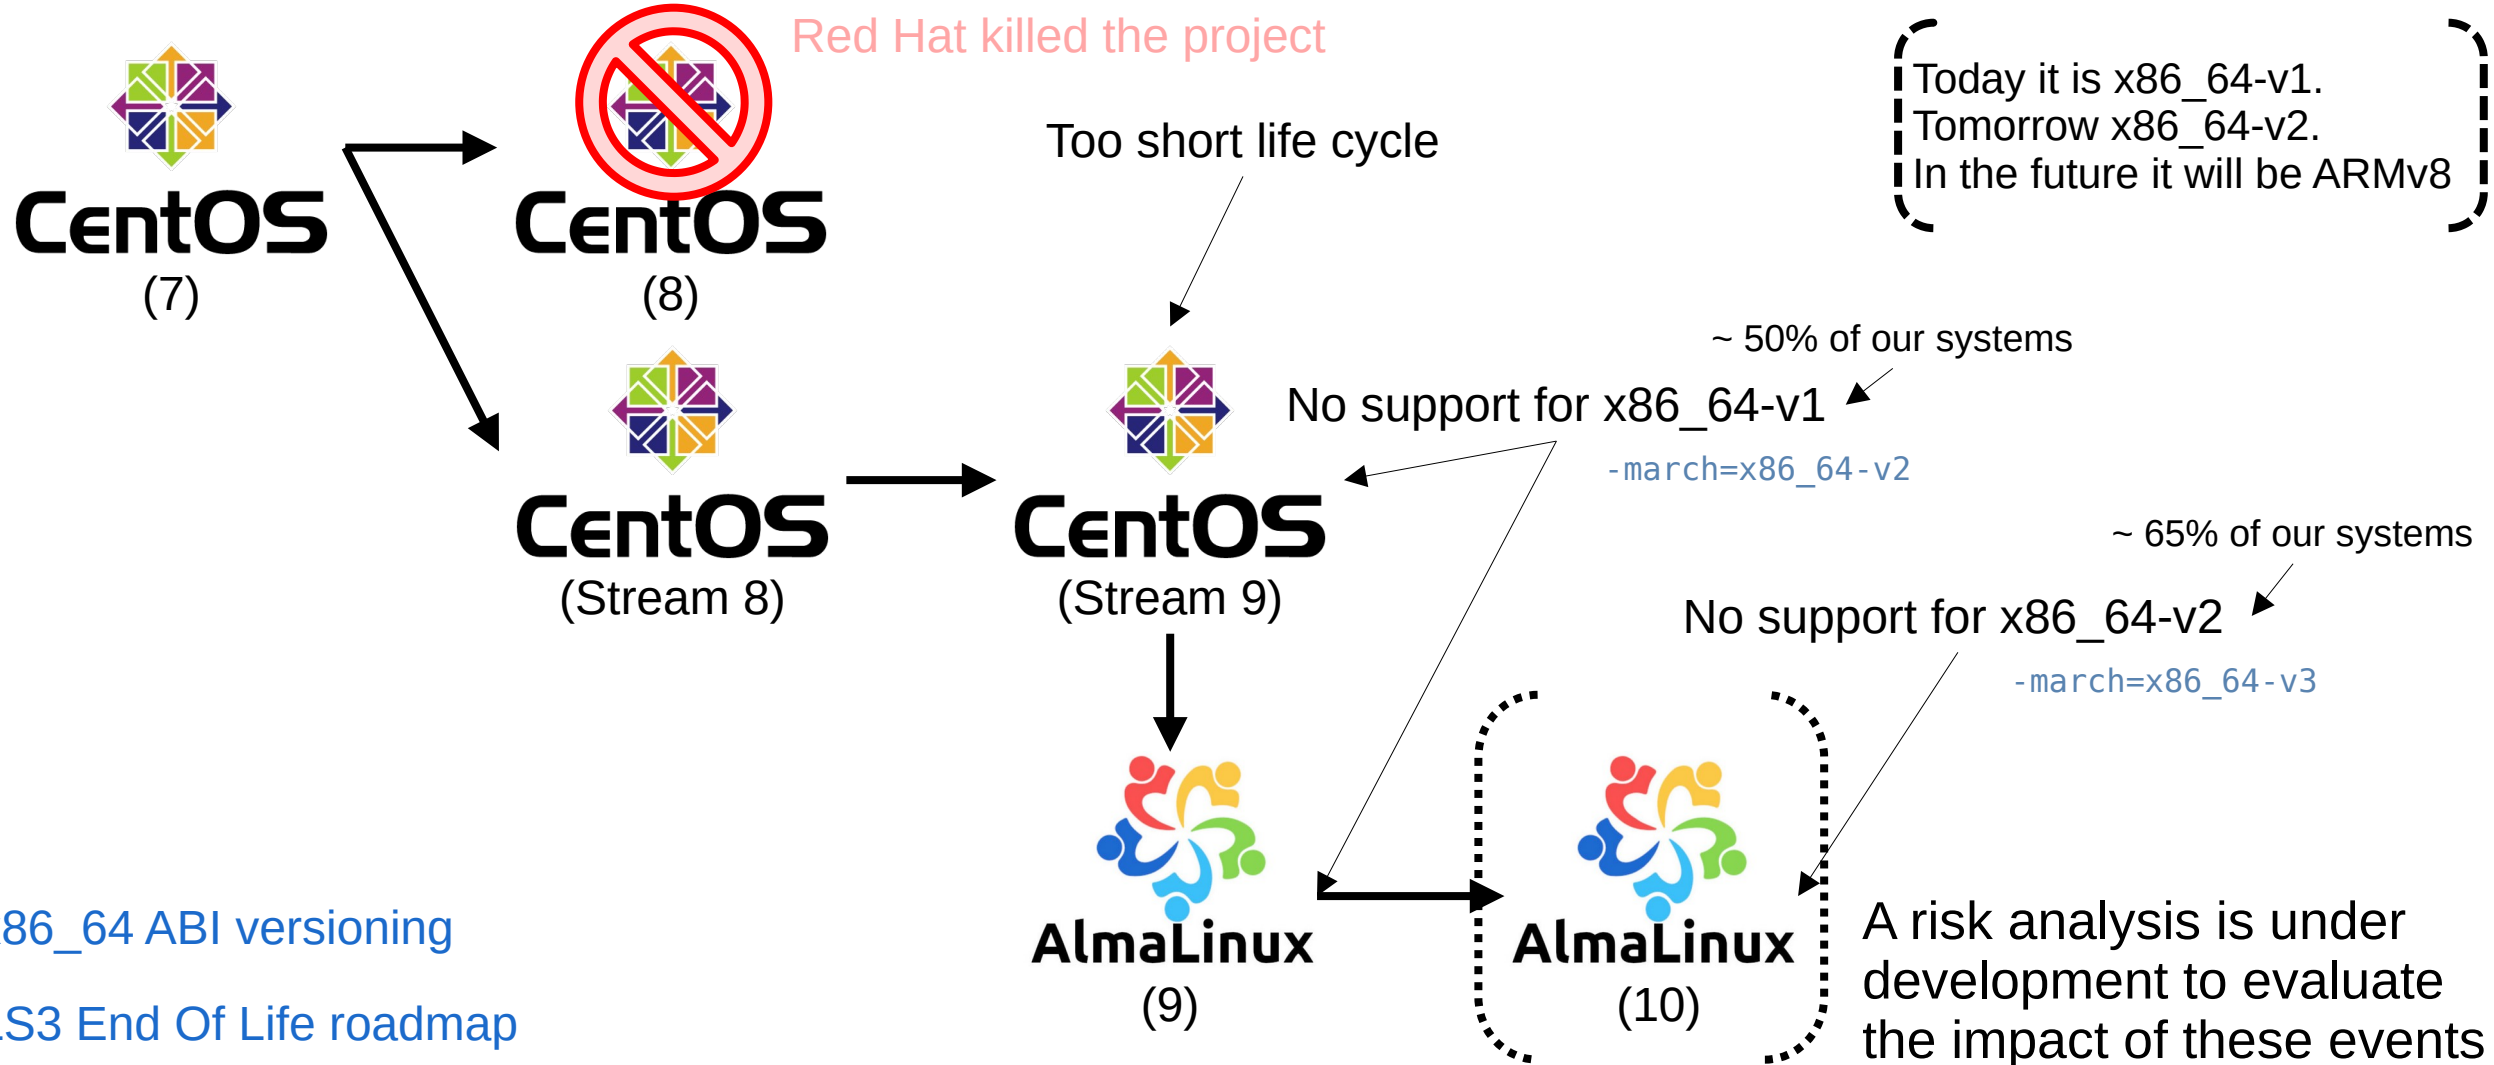 Red Hat killed the project
Today it is x86_64-v1.
Tomorrow x86_64-v2.
In the future it will be ARMv8
Too short life cycle
CentOS
(7)
CentOS
(8)
~ 50% of our systems
No support for x86_64-v1
-march=x86_64-v2
CentOS
(Stream 8)
CentOS
(Stream 9)
~ 65% of our systems
No support for x86_64-v2
-march=x86_64-v3
AlmaLinux
(9)
AlmaLinux
(10)
86_64 ABI versioning
S3 End Of Life roadmap
A risk analysis is under
development to evaluate
the impact of these events